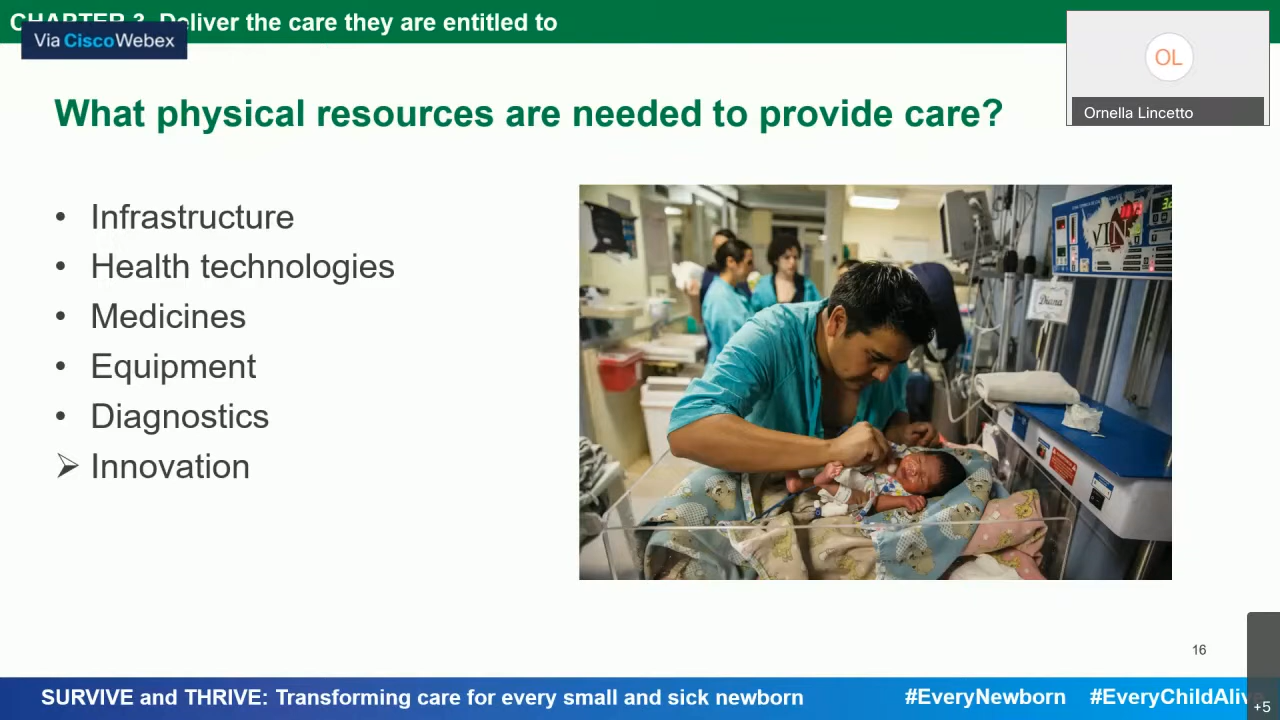 CHAPTER 3. Deliver the care they are entitled to
Via CiscoWebex
OL
Ornella Lincetto
What physical resources are needed to provide care?
• Infrastructure
• Health technologies
• Medicines
• Equipment
• Diagnostics
➢ Innovation
Diana
16
SURVIVE and THRIVE: Transforming care for every small and sick newborn
#EveryNewborn #EveryChildAlive
+5